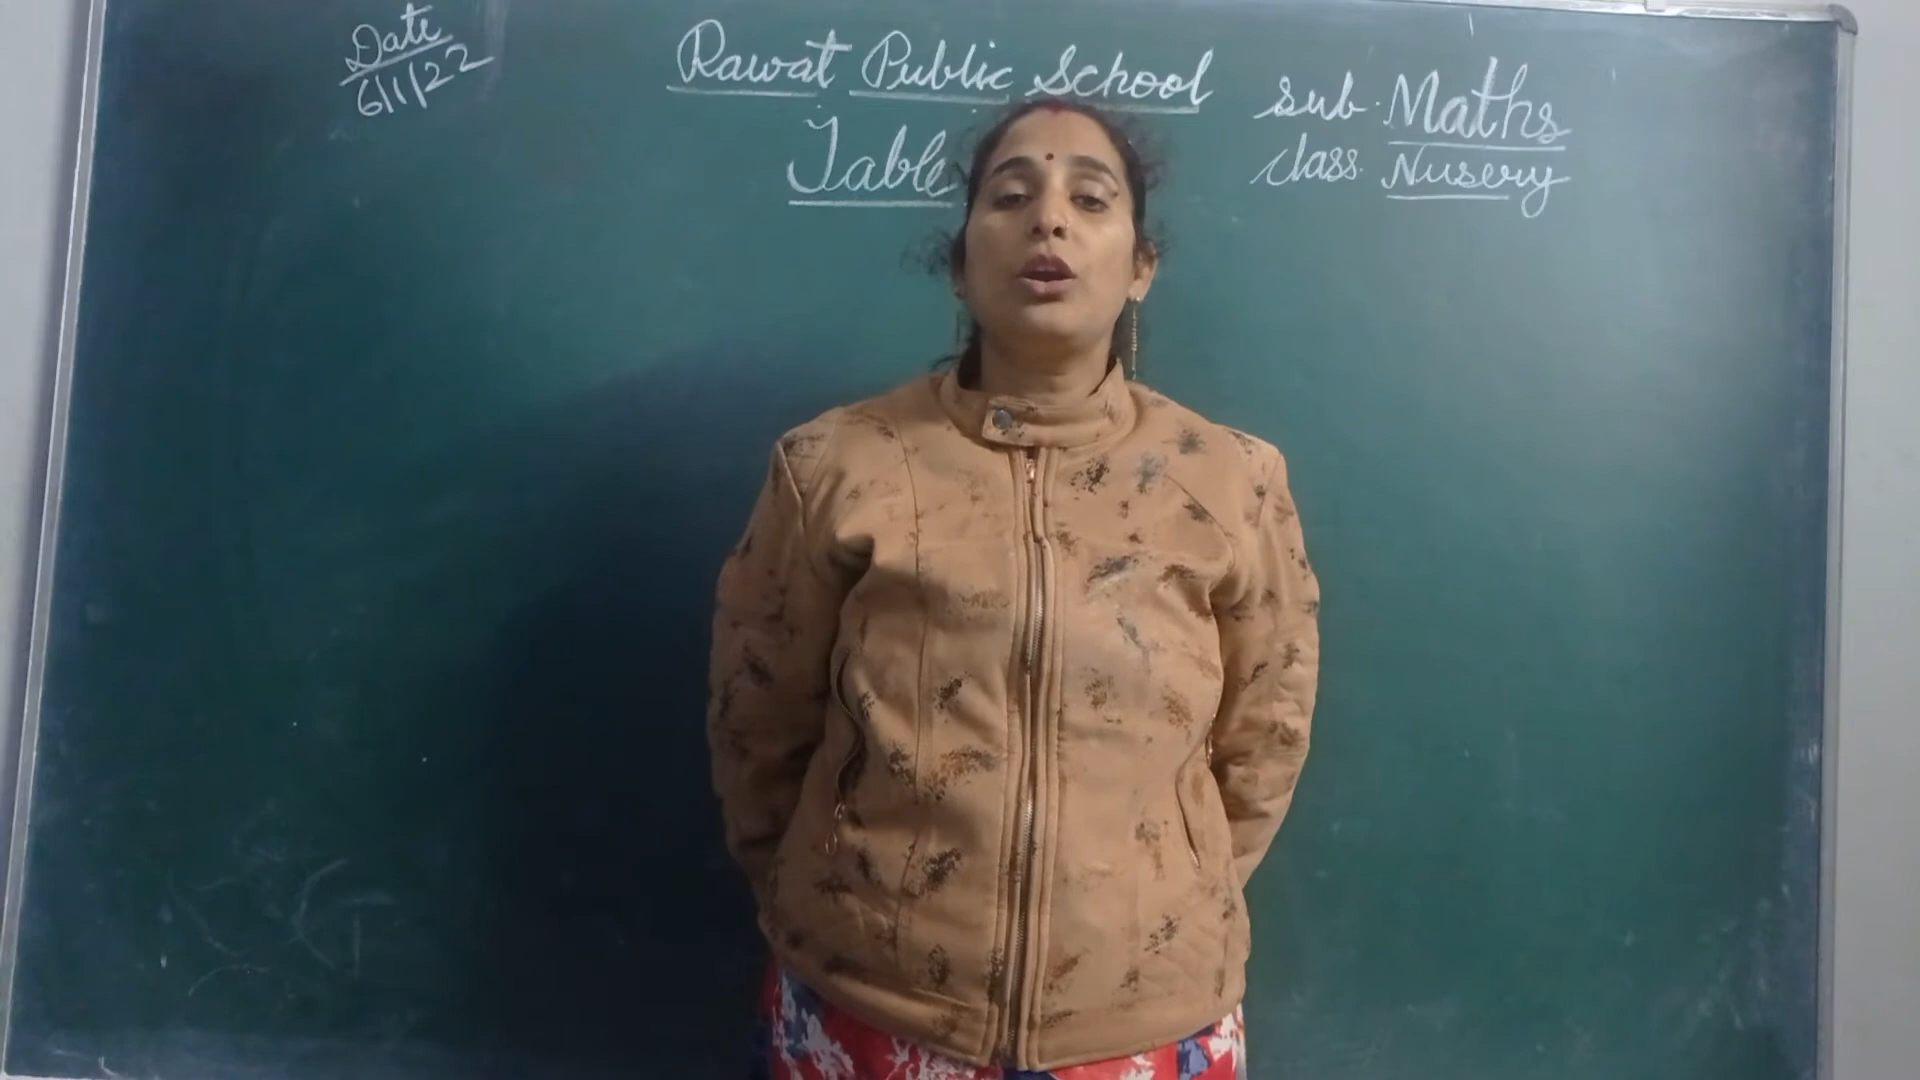 Date
6/1/22
Rawat Public School
Table
Sub. Maths
Class. Nusery